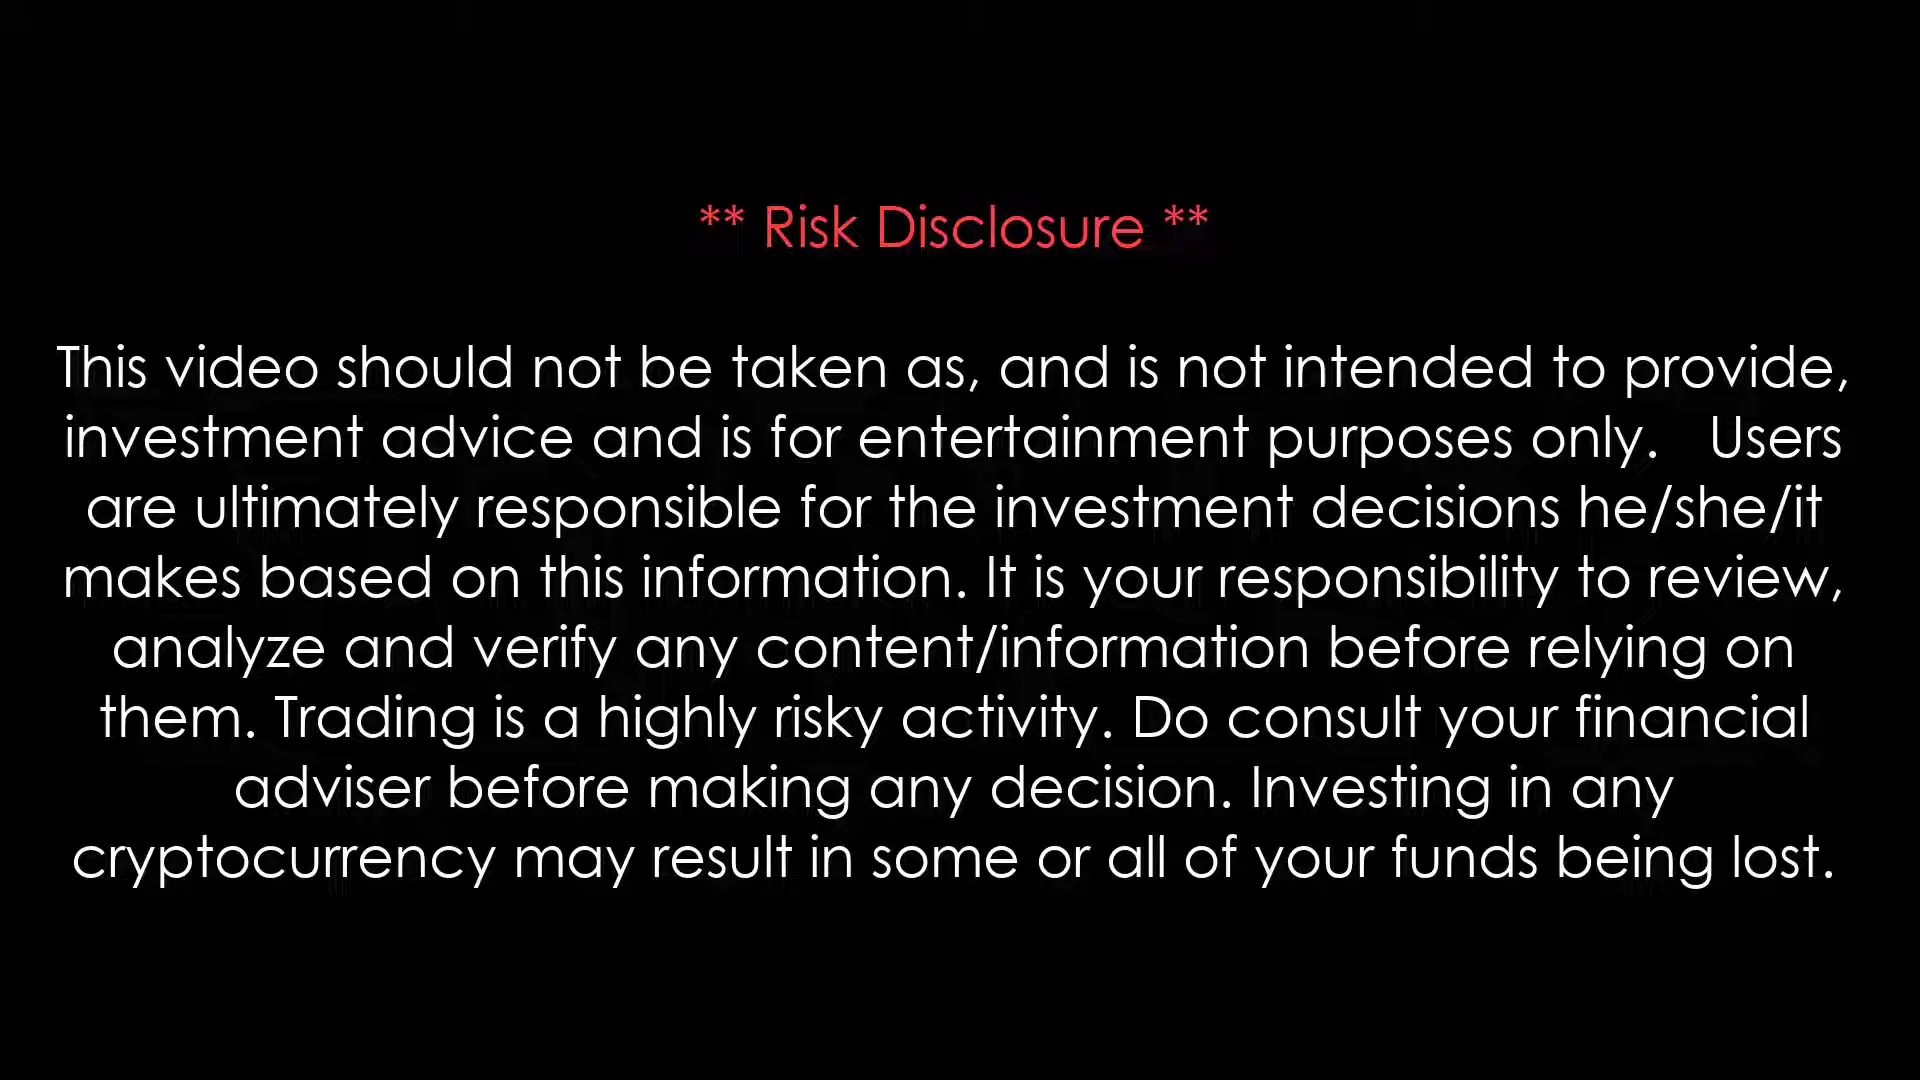 ** Risk Disclosure **
This video should not be taken as, and is not intended to provide,
investment advice and is for entertainment purposes only.   Users
are ultimately responsible for the investment decisions he/she/it
makes based on this information. It is your responsibility to review,
analyze and verify any content/information before relying on
them. Trading is a highly risky activity. Do consult your financial
adviser before making any decision. Investing in any
cryptocurrency may result in some or all of your funds being lost.